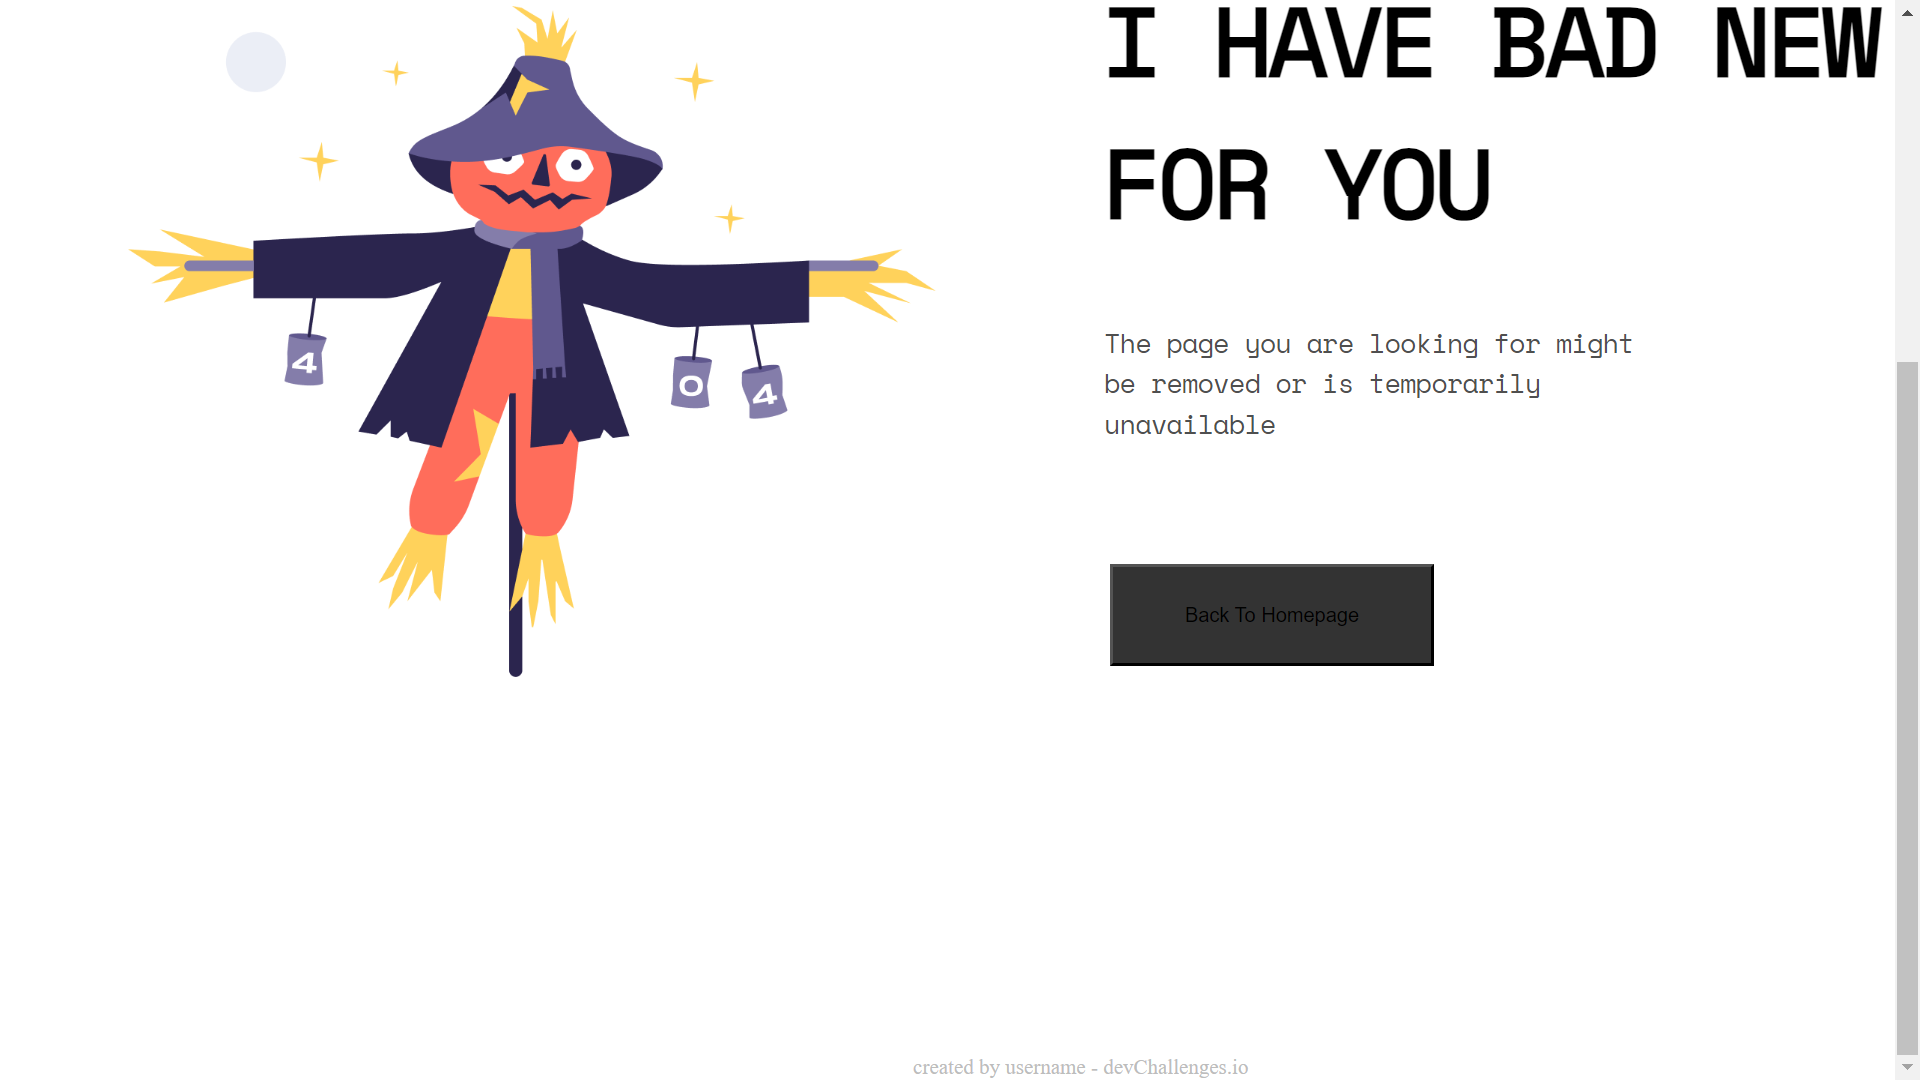 I HAVE BAD NEW
FOR YOU
The page you are looking for might
be removed or is temporarily
unavailable
4
0
4
Back To Homepage
created by username - devChallenges.io